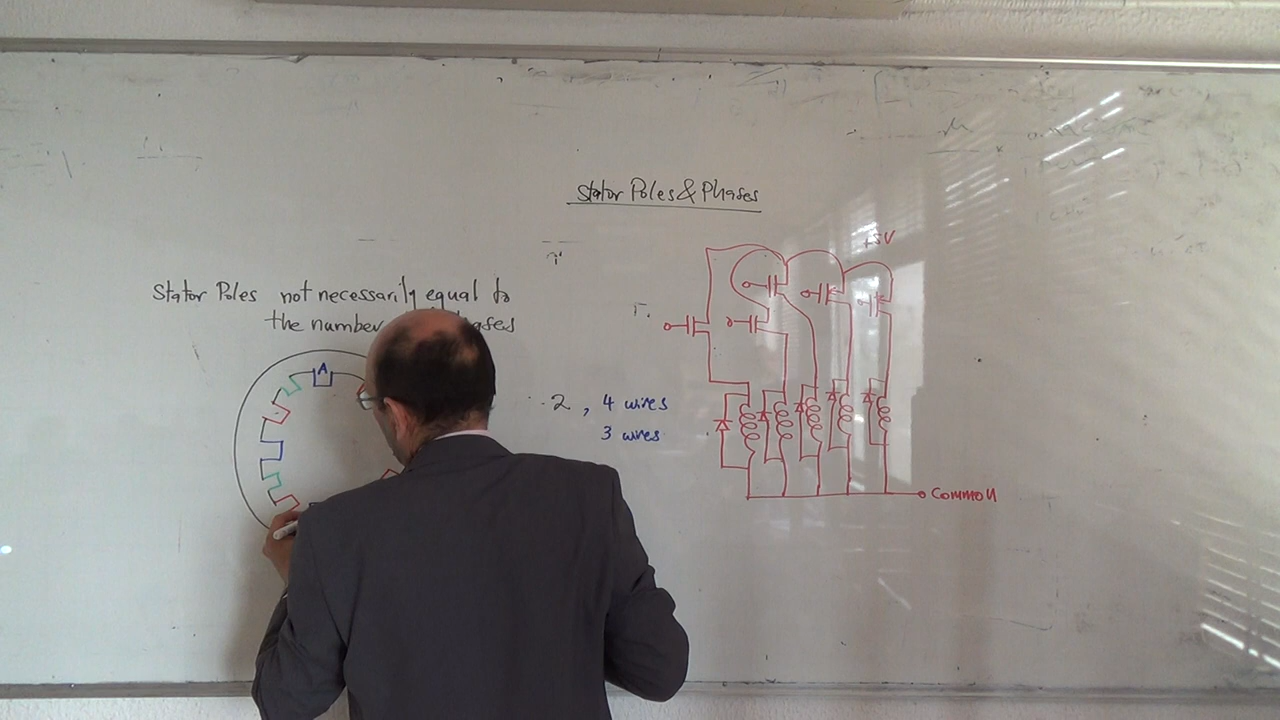 Stator Poles & Phases
+5V
Stator Poles not necessarily equal to
the number
A
2, 4 wires
3 wires
Common